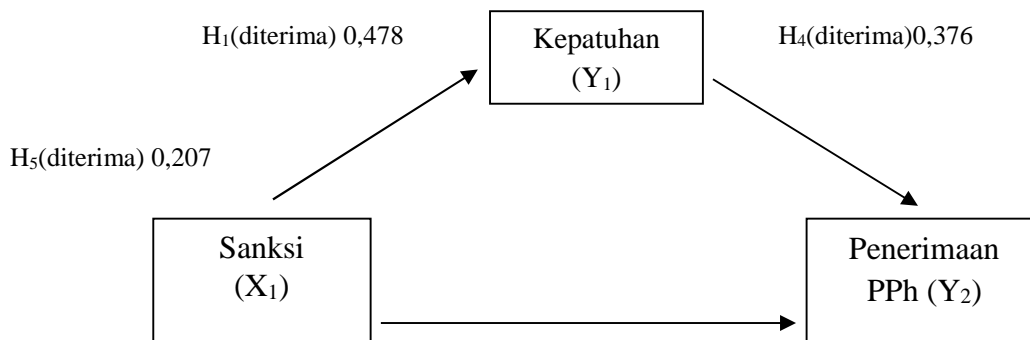 H₁(diterima) 0,478
Kepatuhan
(Y₁)
H₄(diterima)0,376
H₅(diterima) 0,207
Sanksi
(X₁)
Penerimaan
PPh (Y₂)